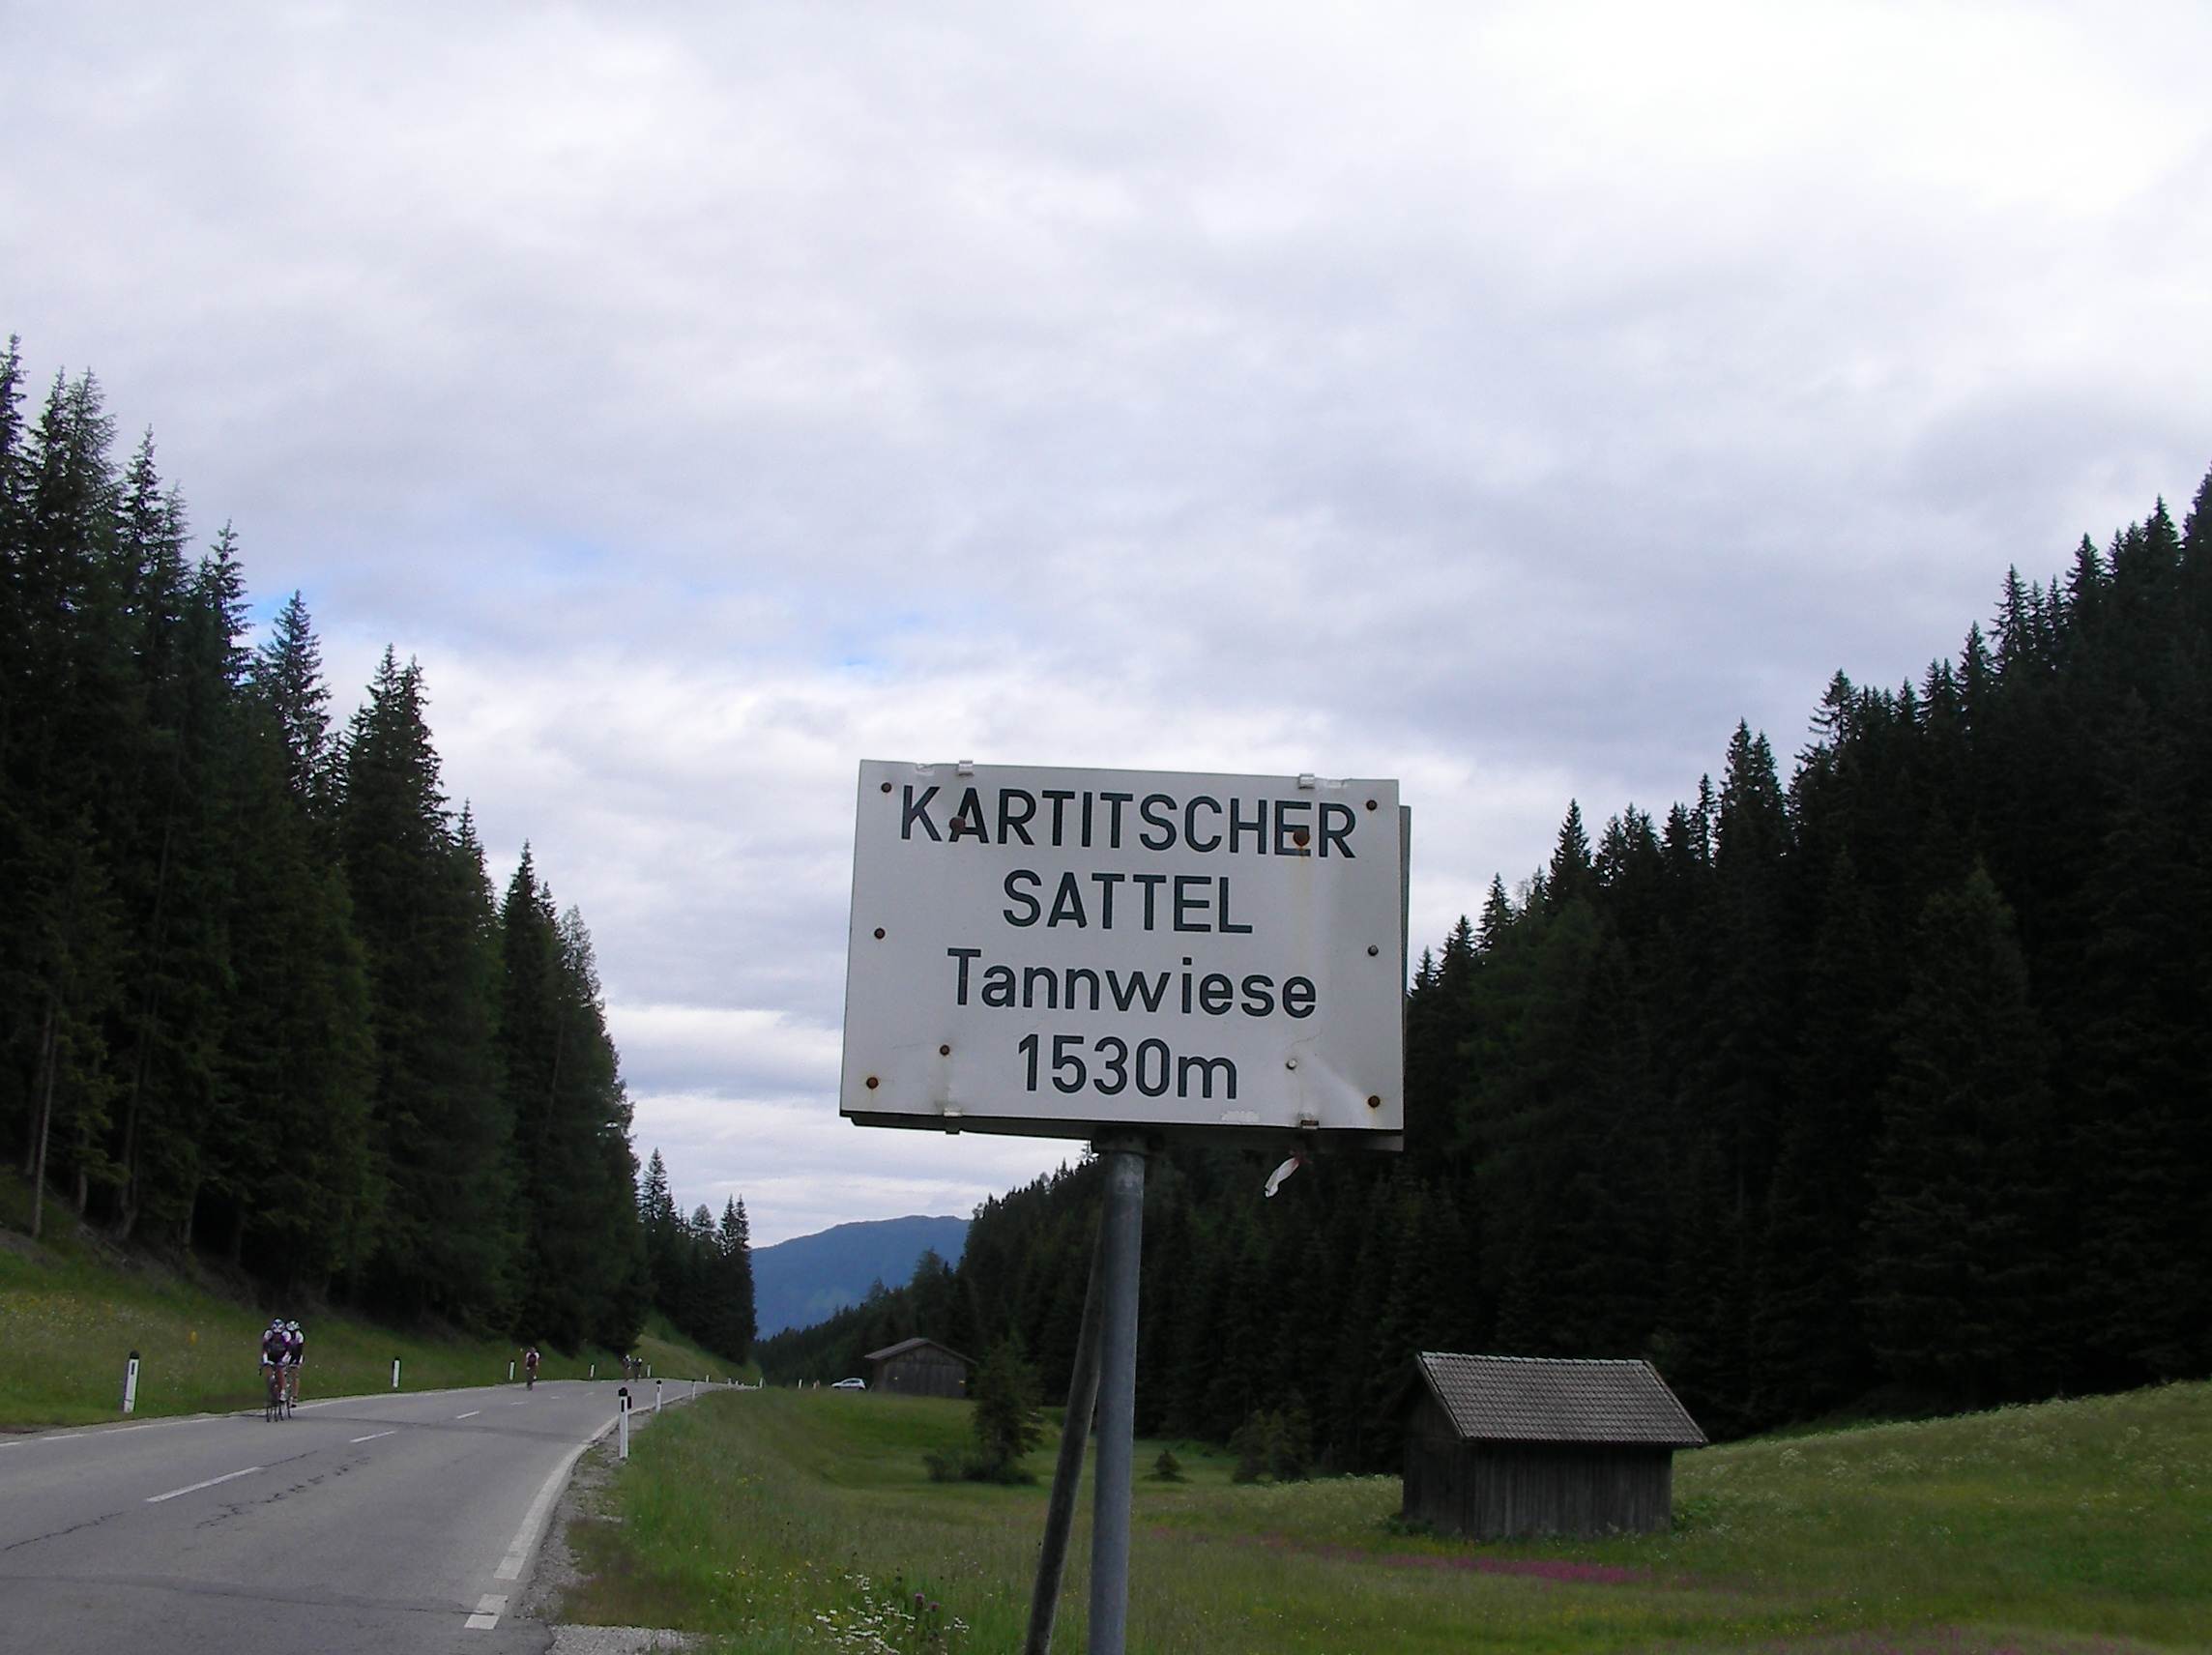 KARTITSCHER
SATTEL
Tannwiese
1530m